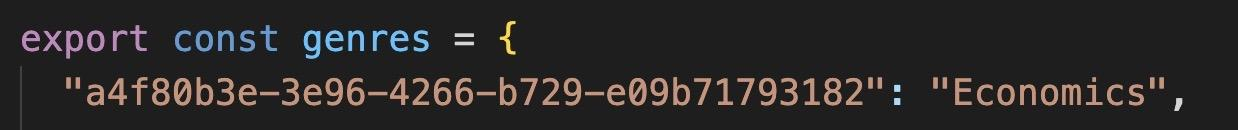 export const genres = {
"a4f80b3e-3e96-4266-b729-e09b71793182": "Economics",